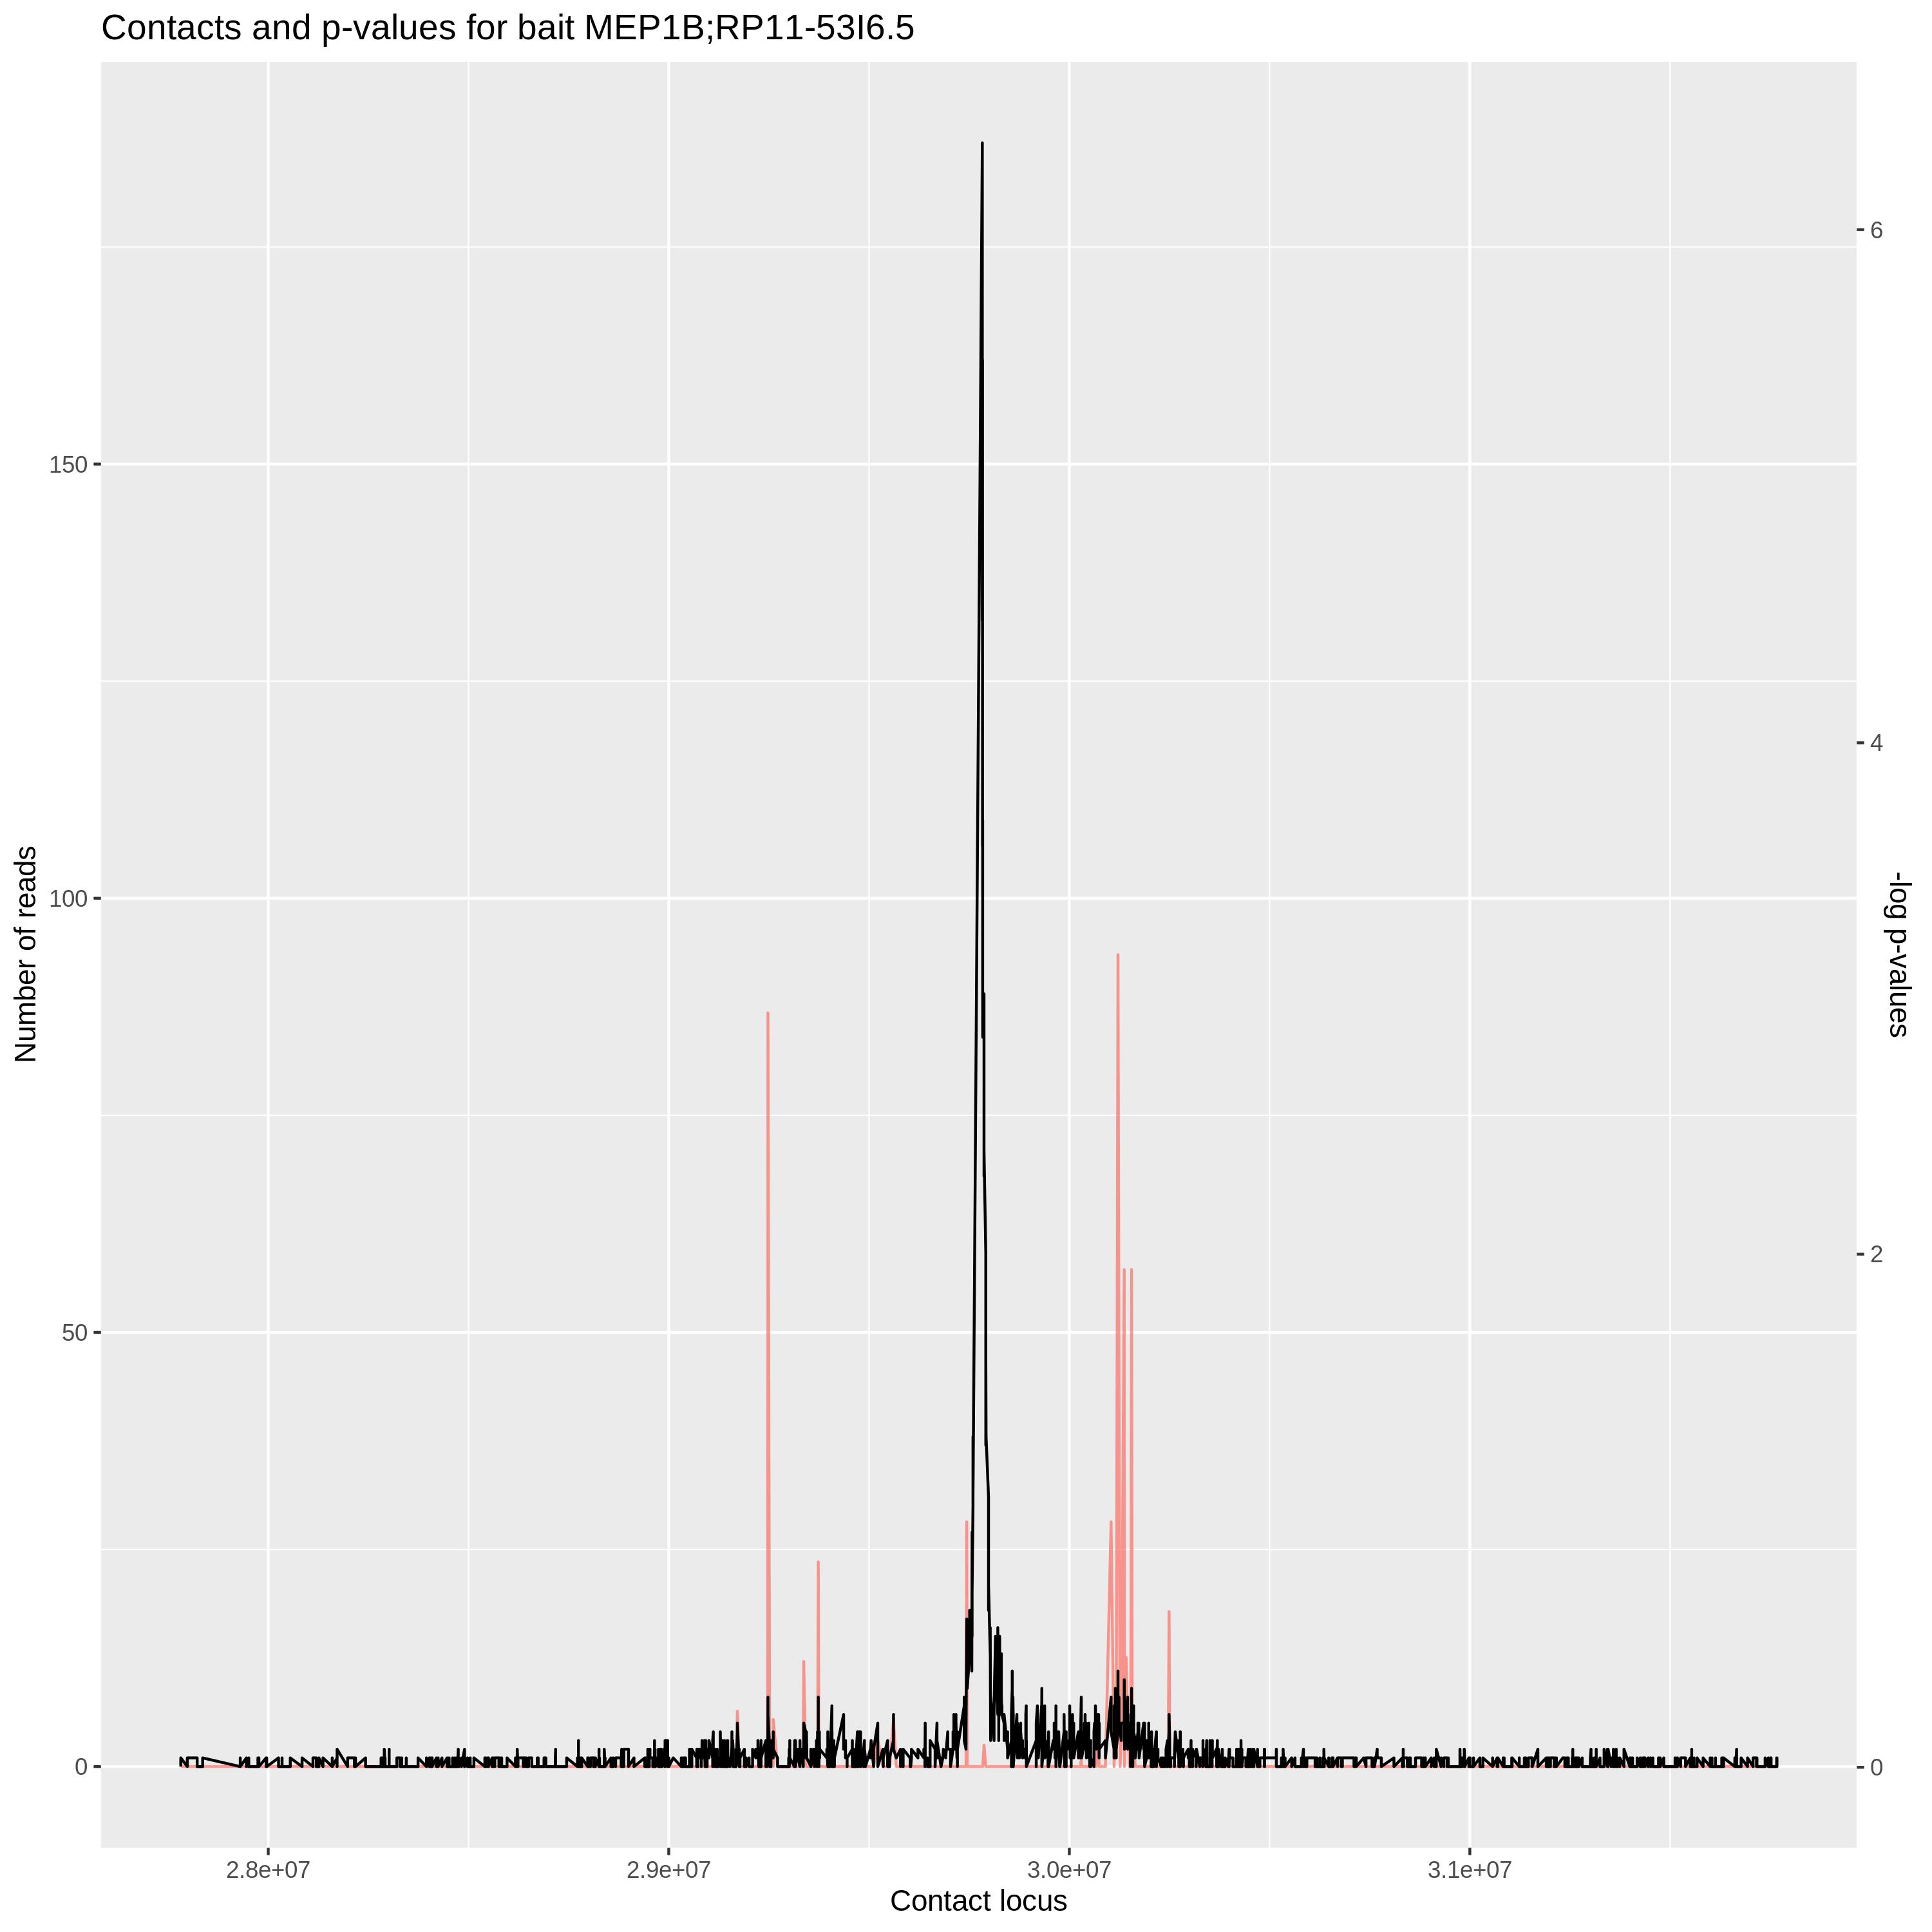 Contacts and p-values for bait MEP1B;RP11-53I6.5
Number of reads
150
100
50
0
6
4
2
0
-log p-values
2.8e+07
2.9e+07
3.0e+07
3.1e+07
Contact locus